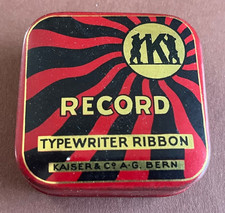 K
RECORD
TYPEWRITER RIBBON
KAISER & Co A·G. BERN